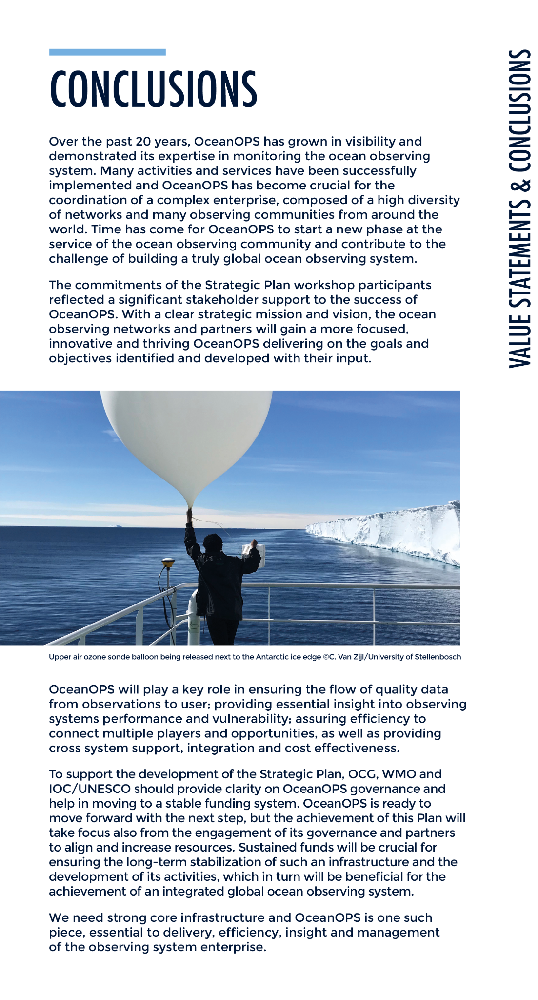 CONCLUSIONS
Over the past 20 years, OceanOPS has grown in visibility and
demonstrated its expertise in monitoring the ocean observing
system. Many activities and services have been successfully
implemented and OceanOPS has become crucial for the
coordination of a complex enterprise, composed of a high diversity
of networks and many observing communities from around the
world. Time has come for OceanOPS to start a new phase at the
service of the ocean observing community and contribute to the
challenge of building a truly global ocean observing system.
The commitments of the Strategic Plan workshop participants
reflected a significant stakeholder support to the success of
OceanOPS. With a clear strategic mission and vision, the ocean
observing networks and partners will gain a more focused,
innovative and thriving OceanOPS delivering on the goals and
objectives identified and developed with their input.
Upper air ozone sonde balloon being released next to the Antarctic ice edge ©C. Van Zijl/University of Stellenbosch
OceanOPS will play a key role in ensuring the flow of quality data
from observations to user; providing essential insight into observing
systems performance and vulnerability; assuring efficiency to
connect multiple players and opportunities, as well as providing
cross system support, integration and cost effectiveness.
To support the development of the Strategic Plan, OCG, WMO and
IOC/UNESCO should provide clarity on OceanOPS governance and
help in moving to a stable funding system. OceanOPS is ready to
move forward with the next step, but the achievement of this Plan will
take focus also from the engagement of its governance and partners
to align and increase resources. Sustained funds will be crucial for
ensuring the long-term stabilization of such an infrastructure and the
development of its activities, which in turn will be beneficial for the
achievement of an integrated global ocean observing system.
We need strong core infrastructure and OceanOPS is one such
piece, essential to delivery, efficiency, insight and management
of the observing system enterprise.
VALUE STATEMENTS & CONCLUSIONS